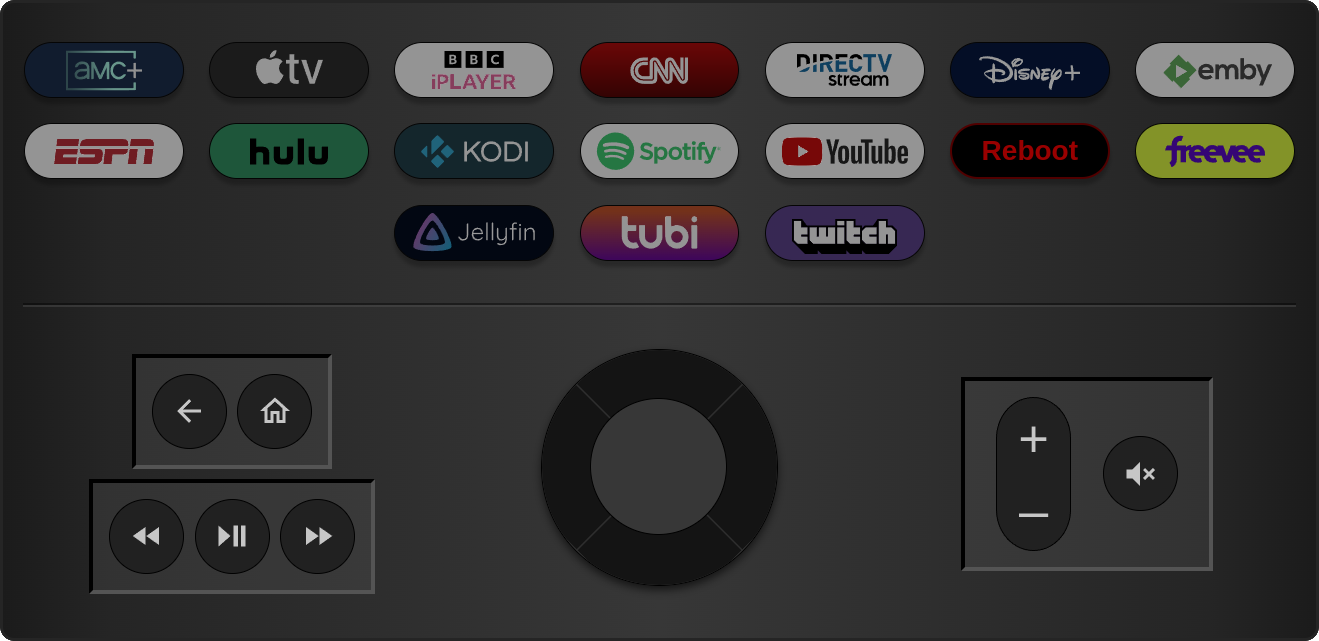 aMC+
tv
BBC
iPLAYER
CNN
DIRECTV
stream
Disney+
emby
ESPN
hulu
KODI
Spotify
YouTube
Reboot
freevee
Jellyfin
tubi
twitch